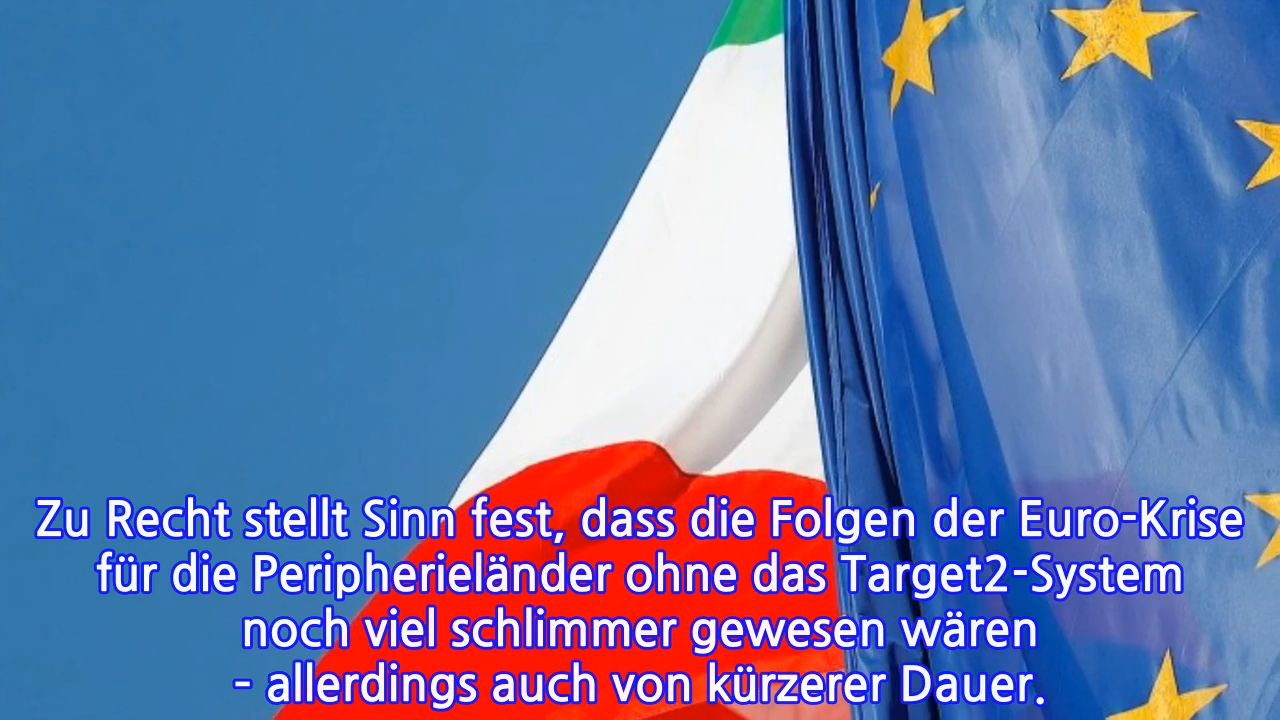 Zu Recht stellt Sinn fest, dass die Folgen der Euro-Krise
für die Peripherieländer ohne das Target2-System
noch viel schlimmer gewesen wären
- allerdings auch von kürzerer Dauer.